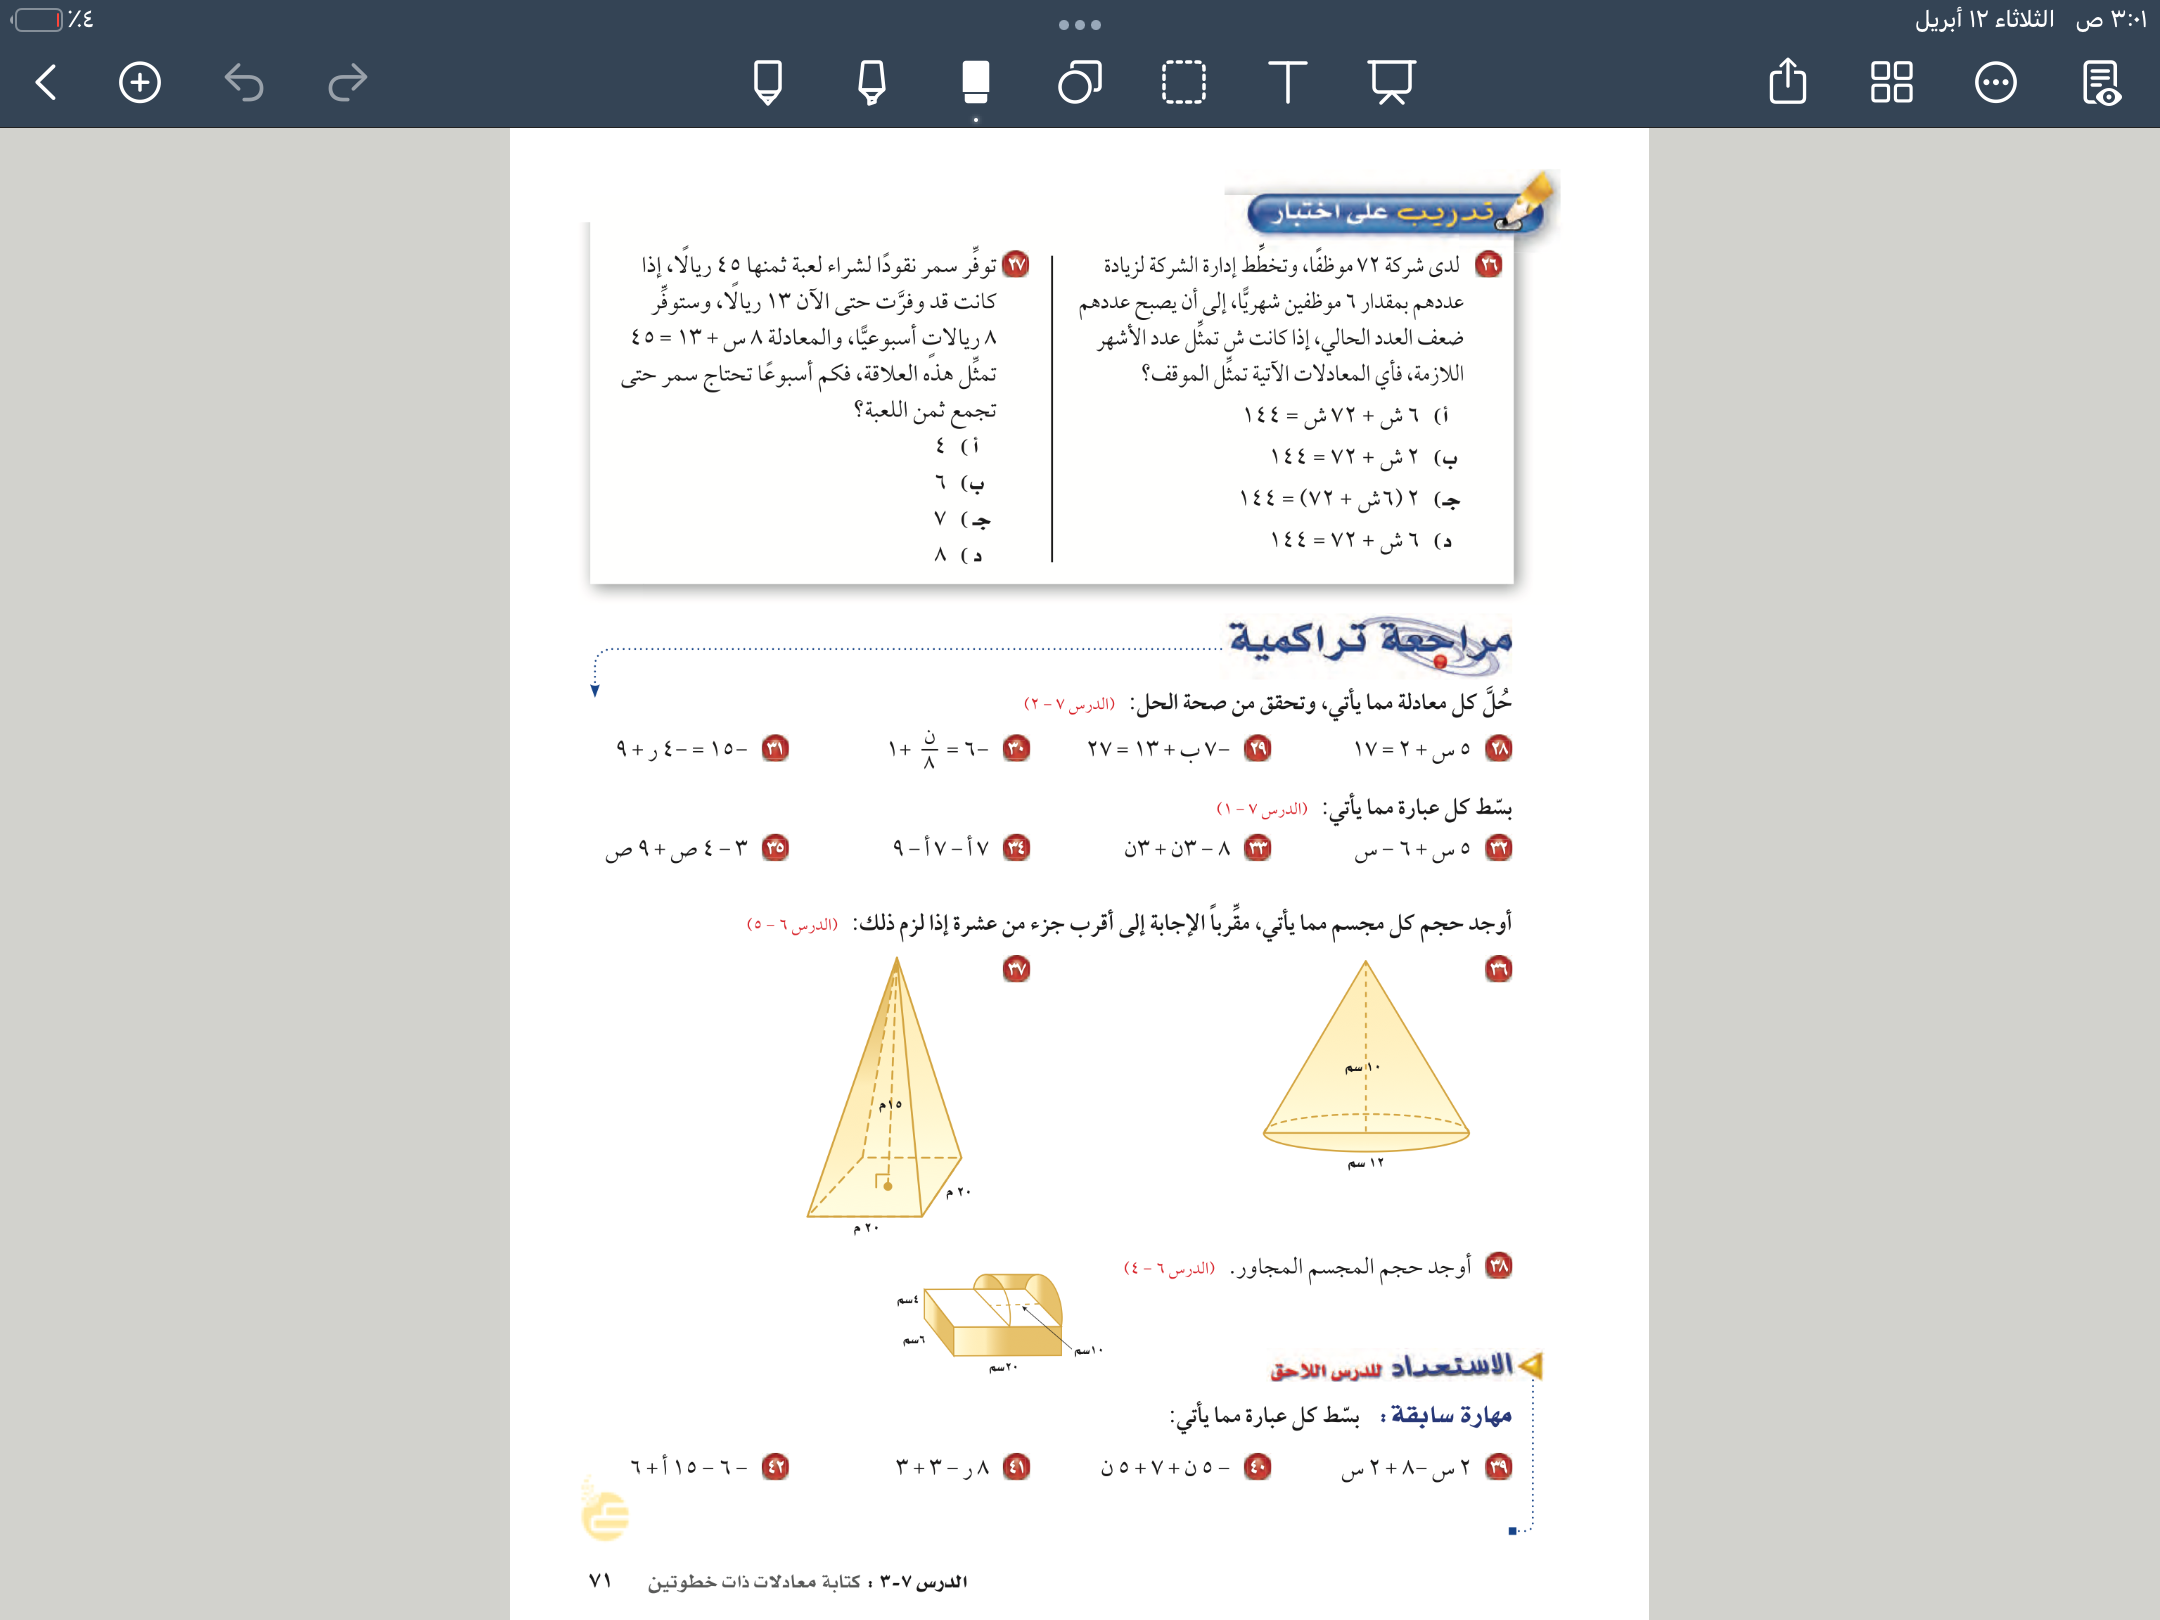 ٣:٠١ ص الثلاثاء ١٢ أبريل
٪٤
تدريب على اختبار
٢٦ لدى شركة ٧٢ موظفًا، وتخطِّط إدارة الشركة لزيادة
عددهم بمقدار ٦ موظفين شهريًّا، إلى أن يصبح عددهم
ضعف العدد الحالي، إذا كانت ش تمثِّل عدد الأشهر
اللازمة، فأي المعادلات الآتية تمثِّل الموقف؟
أ) ٦ ش + ٧٢ ش = ١٤٤
ب) ٢ ش + ٧٢ = ١٤٤
جـ) ٢ (٦ش + ٧٢) = ١٤٤
د) ٦ ش + ٧٢ = ١٤٤
٢٧ توفِّر سمر نقودًا لشراء لعبة ثمنها ٤٥ ريالًا، إذا
كانت قد وفرَّت حتى الآن ١٣ ريالًا، وستوفِّر
٨ ريالاتٍ أسبوعيًّا، والمعادلة ٨ س + ١٣ = ٤٥
تمثِّل هذه العلاقة، فكم أسبوعًا تحتاج سمر حتى
تجمع ثمن اللعبة؟
أ) ٤
ب) ٦
جـ) ٧
د) ٨
مراجعة تراكمية
حُلَّ كل معادلة مما يأتي، وتحقق من صحة الحل: (الدرس ٧ – ٢)
٢٨ ٥ س + ٢ = ١٧ ٢٩ –٧ ب + ١٣ = ٢٧ ٣٠ –٦ = ن/٨ + ١ ٣١ –١٥ = –٤ ر + ٩
بسّط كل عبارة مما يأتي: (الدرس ٧ – ١)
٣٢ ٥ س + ٦ – س ٣٣ ٨ – ٣ن + ٣ن ٣٤ ٧ أ – ٧ أ – ٩ ٣٥ ٣ – ٤ ص + ٩ ص
أوجد حجم كل مجسم مما يأتي، مقِّرباً الإجابة إلى أقرب جزء من عشرة إذا لزم ذلك: (الدرس ٦ – ٥)
٣٦
١٠ سم
١٢ سم
٣٧
١٥م
٢٠ م
٢٠ م
٣٨ أوجد حجم المجسم المجاور. (الدرس ٦ – ٤)
٤سم
٦سم
٢٠سم
١٠سم
الاستعداد للدرس اللاحق
مهارة سابقة : بسّط كل عبارة مما يأتي:
٣٩ ٢ س –٨ + ٢ س ٤٠ – ٥ ن + ٧ + ٥ ن ٤١ ٨ ر – ٣ + ٣ ٤٢ – ٦ – ١٥ أ + ٦
الدرس ٧-٣ : كتابة معادلات ذات خطوتين ٧١